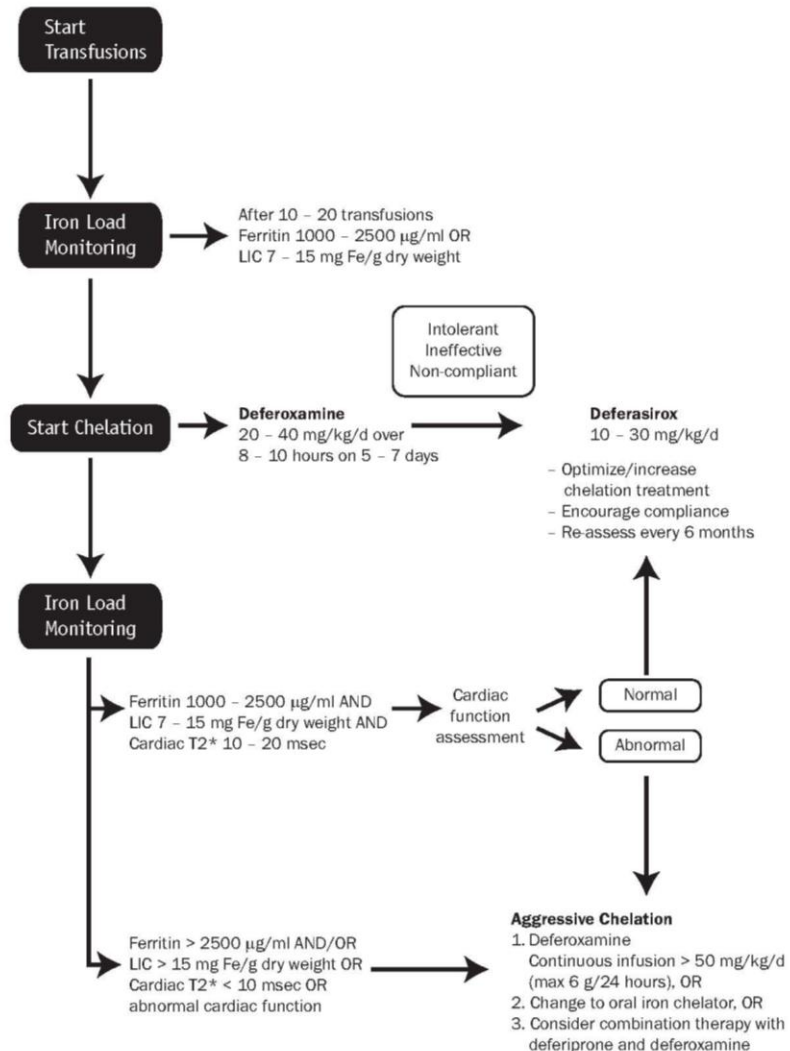 Start
Transfusions
Iron Load
Monitoring
After 10 – 20 transfusions
Ferritin 1000 – 2500 µg/ml OR
LIC 7 – 15 mg Fe/g dry weight
Intolerant
Ineffective
Non-compliant
Start Chelation
Deferoxamine
20 – 40 mg/kg/d over
8 – 10 hours on 5 – 7 days
Deferasirox
10 – 30 mg/kg/d
– Optimize/increase
chelation treatment
– Encourage compliance
– Re-assess every 6 months
Iron Load
Monitoring
Ferritin 1000 – 2500 µg/ml AND
LIC 7 – 15 mg Fe/g dry weight AND
Cardiac T2* 10 – 20 msec
Cardiac
function
assessment
Normal
Abnormal
Ferritin > 2500 µg/ml AND/OR
LIC > 15 mg Fe/g dry weight OR
Cardiac T2* < 10 msec OR
abnormal cardiac function
Aggressive Chelation
1. Deferoxamine
Continuous infusion > 50 mg/kg/d
(max 6 g/24 hours), OR
2. Change to oral iron chelator, OR
3. Consider combination therapy with
deferiprone and deferoxamine